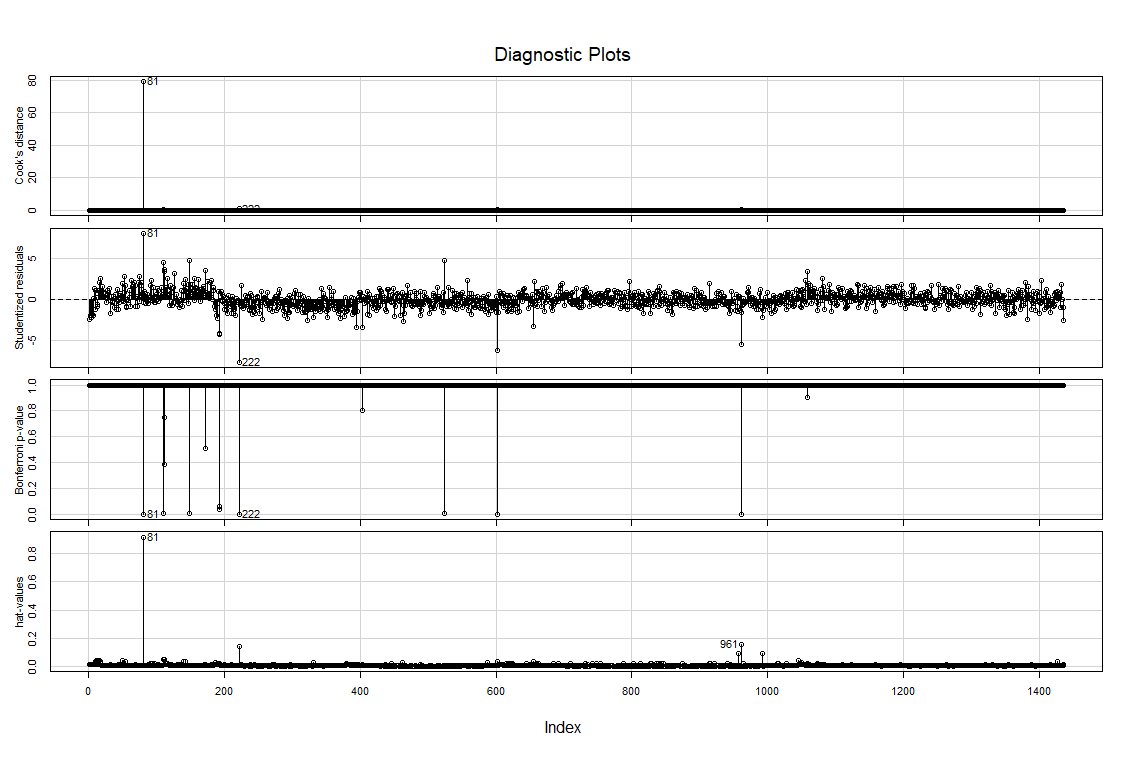 Diagnostic Plots
Cook's distance
0 20 40 60 80
81
222
Studentized residuals
-5 0 5
81
222
Bonferroni p-value
0.0 0.2 0.4 0.6 0.8 1.0
81
222
hat-values
0.0 0.2 0.4 0.6 0.8
81
961
0 200 400 600 800 1000 1200 1400
Index